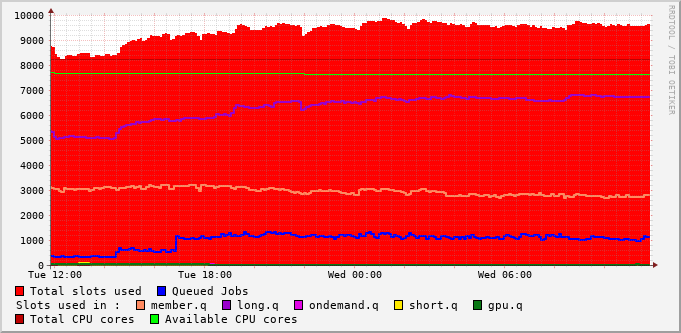 10000
9000
8000
7000
6000
5000
4000
3000
2000
1000
0
Tue 12:00 Tue 18:00 Wed 00:00 Wed 06:00
RRDTOOL / TOBI OETIKER
Total slots used Queued Jobs
Slots used in : member.q long.q ondemand.q short.q gpu.q
Total CPU cores Available CPU cores